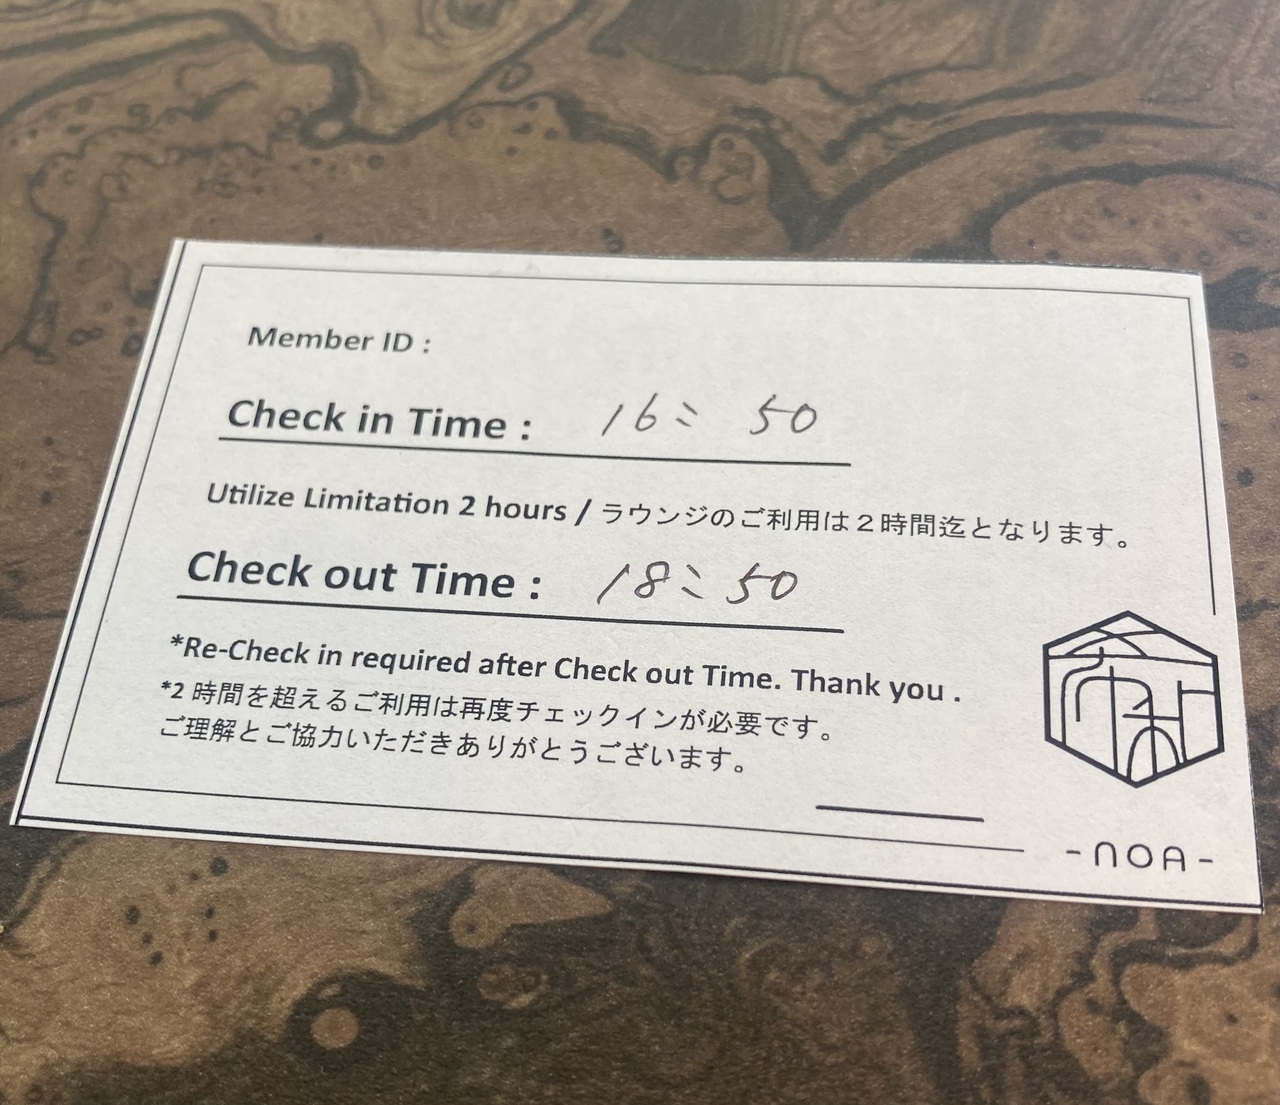 Member ID :
Check in Time : 16:50
Utilize Limitation 2 hours / ラウンジのご利用は２時間迄となります。
Check out Time : 18:50
*Re-Check in required after Check out Time. Thank you .
*2 時間を超えるご利用は再度チェックインが必要です。
ご理解とご協力いただきありがとうございます。
-NOA-